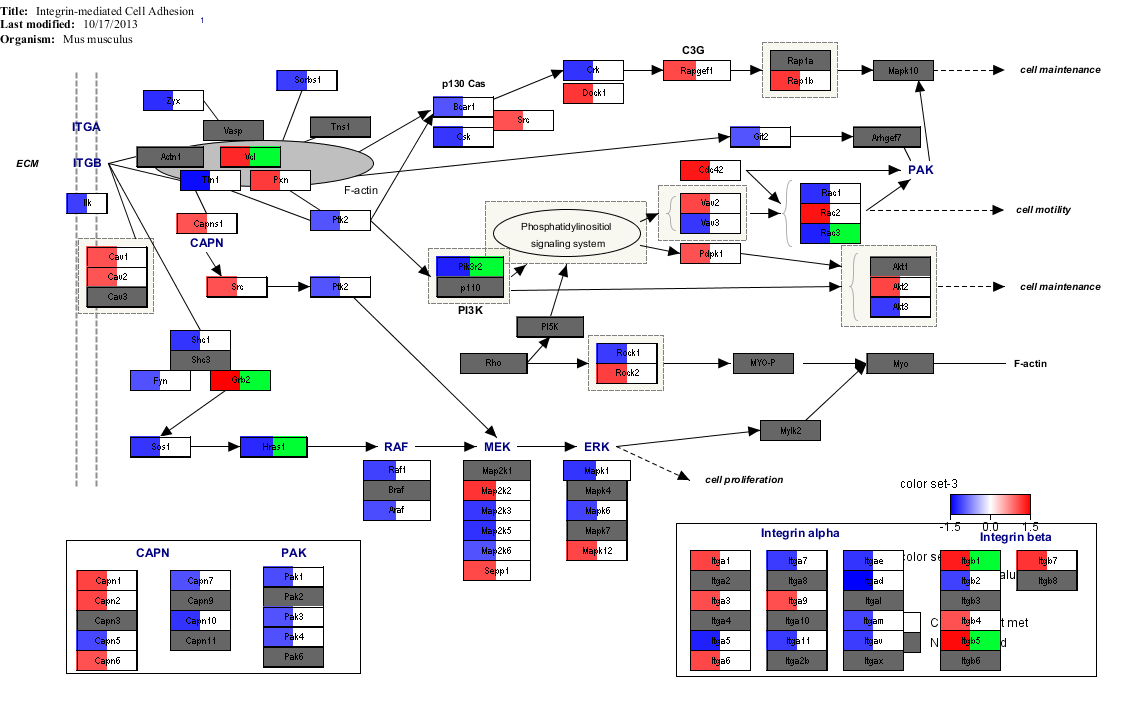 Title: Integrin-mediated Cell Adhesion
Last modified: 10/17/2013
1
Organism: Mus musculus
C3G
Sorbs1
Crk
Rapgef1
Rap1a
Rap1b
Mapk10
cell maintenance
p130 Cas
Dock1
Zyx
Bcar1
Src
ITGA
Vasp
Tns1
Csk
Git2
Arhgef7
ECM
ITGB
Actn1
Vcl
Cdc42
PAK
Tln1
Pxn
F-actin
Ilk
Vav2
Vav3
Rac1
Rac2
Rac3
cell motility
Capns1
Ptk2
Phosphatidylinositiol
signaling system
CAPN
Cav1
Cav2
Cav3
Pdpk1
Pik3r2
p110
PI3K
Akt1
Akt2
Akt3
cell maintenance
Src
Ptk2
PI5K
Shc1
Shc3
Rho
Rock1
Rock2
MYO-P
Myo
F-actin
Fyn
Grb2
Mylk2
Sos1
Hras1
RAF
MEK
ERK
Raf1
Braf
Araf
Map2k1
Map2k2
Map2k3
Map2k5
Map2k6
Sepp1
Mapk1
Mapk4
Mapk6
Mapk7
Mapk12
cell proliferation
color set-3
-1.5 0.0 1.5
CAPN
PAK
Capn1
Capn2
Capn3
Capn5
Capn6
Capn7
Capn9
Capn10
Capn11
Pak1
Pak2
Pak3
Pak4
Pak6
Integrin alpha
Integrin beta
Itga1
Itga2
Itga3
Itga4
Itga5
Itga6
Itga7
Itga8
Itga9
Itga10
Itga11
Itga2b
Itgae
Itgad
Itgal
Itgam
Itgav
Itgax
Itgb1
Itgb2
Itgb3
Itgb4
Itgb5
Itgb6
Itgb7
Itgb8
met